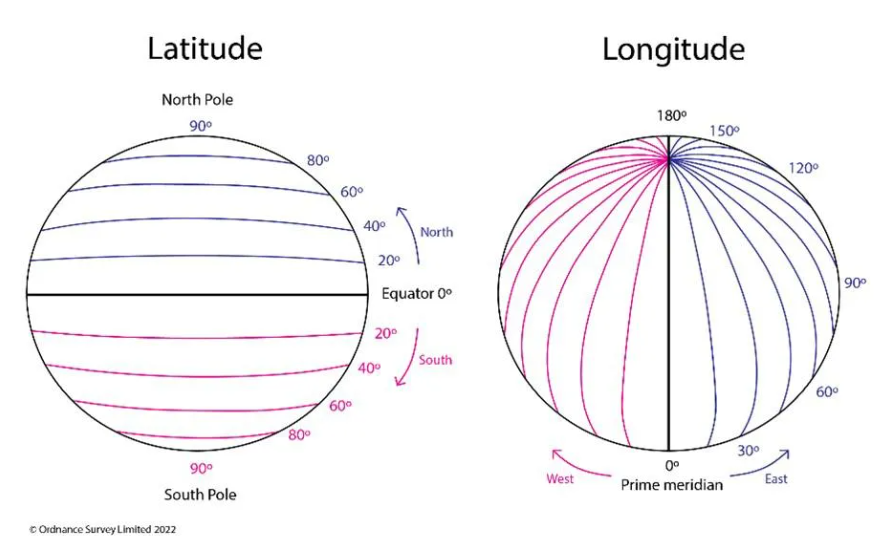 Latitude
North Pole
90º
80º
60º
40º
North
20º
Equator 0º
20º
South
40º
60º
80º
90º
South Pole
Longitude
180º
150º
120º
90º
60º
30º
0º
West
Prime meridian
East
© Ordnance Survey Limited 2022